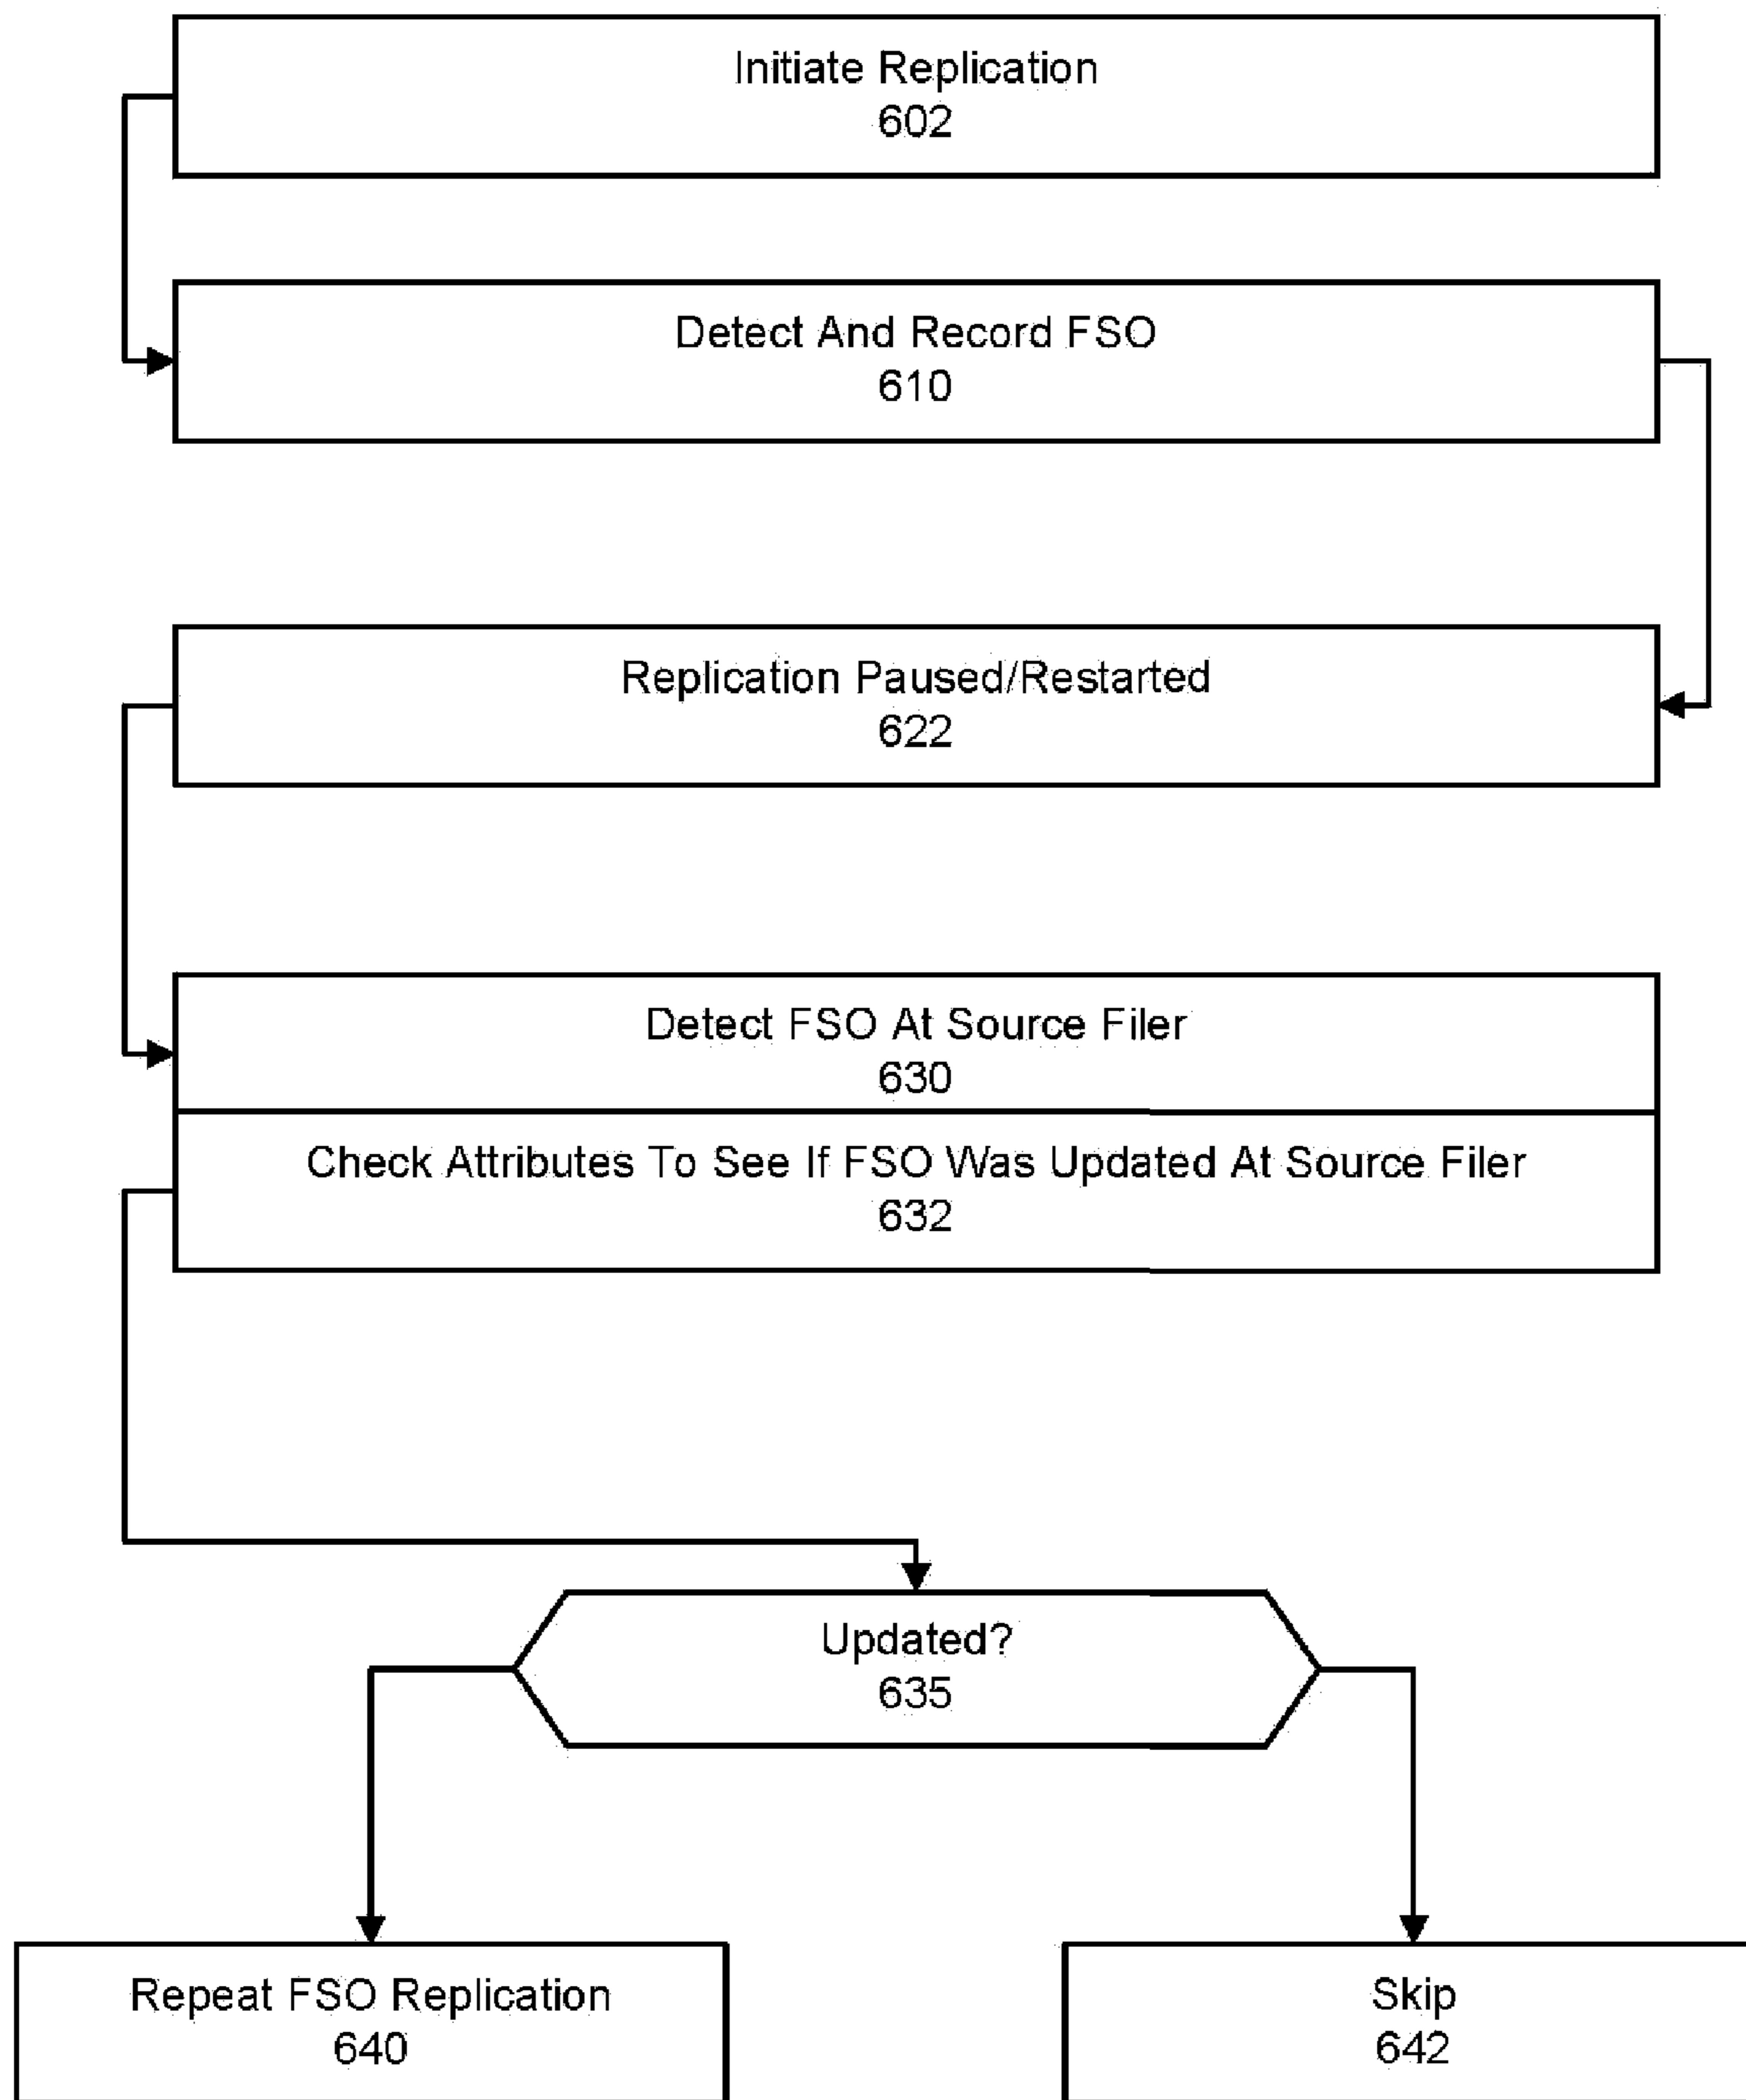 Initiate Replication
602
Detect And Record FSO
610
Replication Paused/Restarted
622
Detect FSO At Source Filer
630
Check Attributes To See If FSO Was Updated At Source Filer
632
Updated?
635
Repeat FSO Replication
640
Skip
642